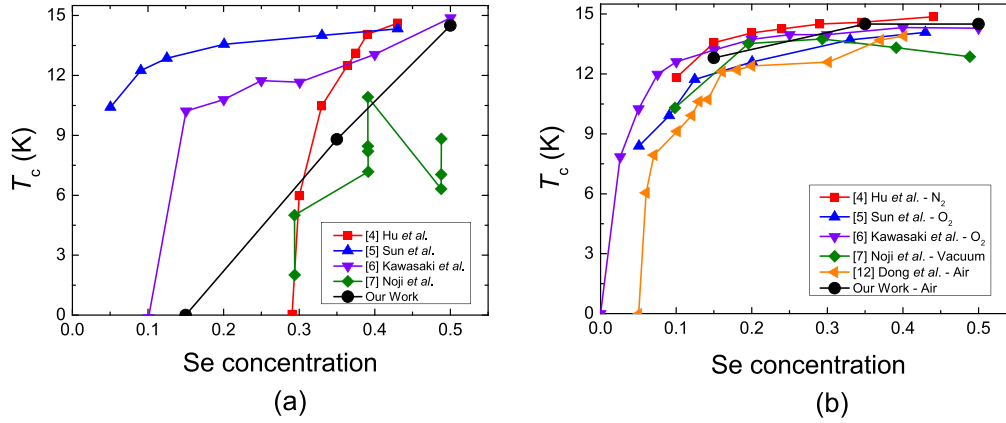 15
12
9
6
3
0
T_c (K)
[4] Hu et al.
[5] Sun et al.
[6] Kawasaki et al.
[7] Noji et al.
Our Work
0.0 0.1 0.2 0.3 0.4 0.5
Se concentration
(a)
15
12
9
6
3
0
T_c (K)
[4] Hu et al. - N₂
[5] Sun et al. - O₂
[6] Kawasaki et al. - O₂
[7] Noji et al. - Vacuum
[12] Dong et al. - Air
Our Work - Air
0.0 0.1 0.2 0.3 0.4 0.5
Se concentration
(b)